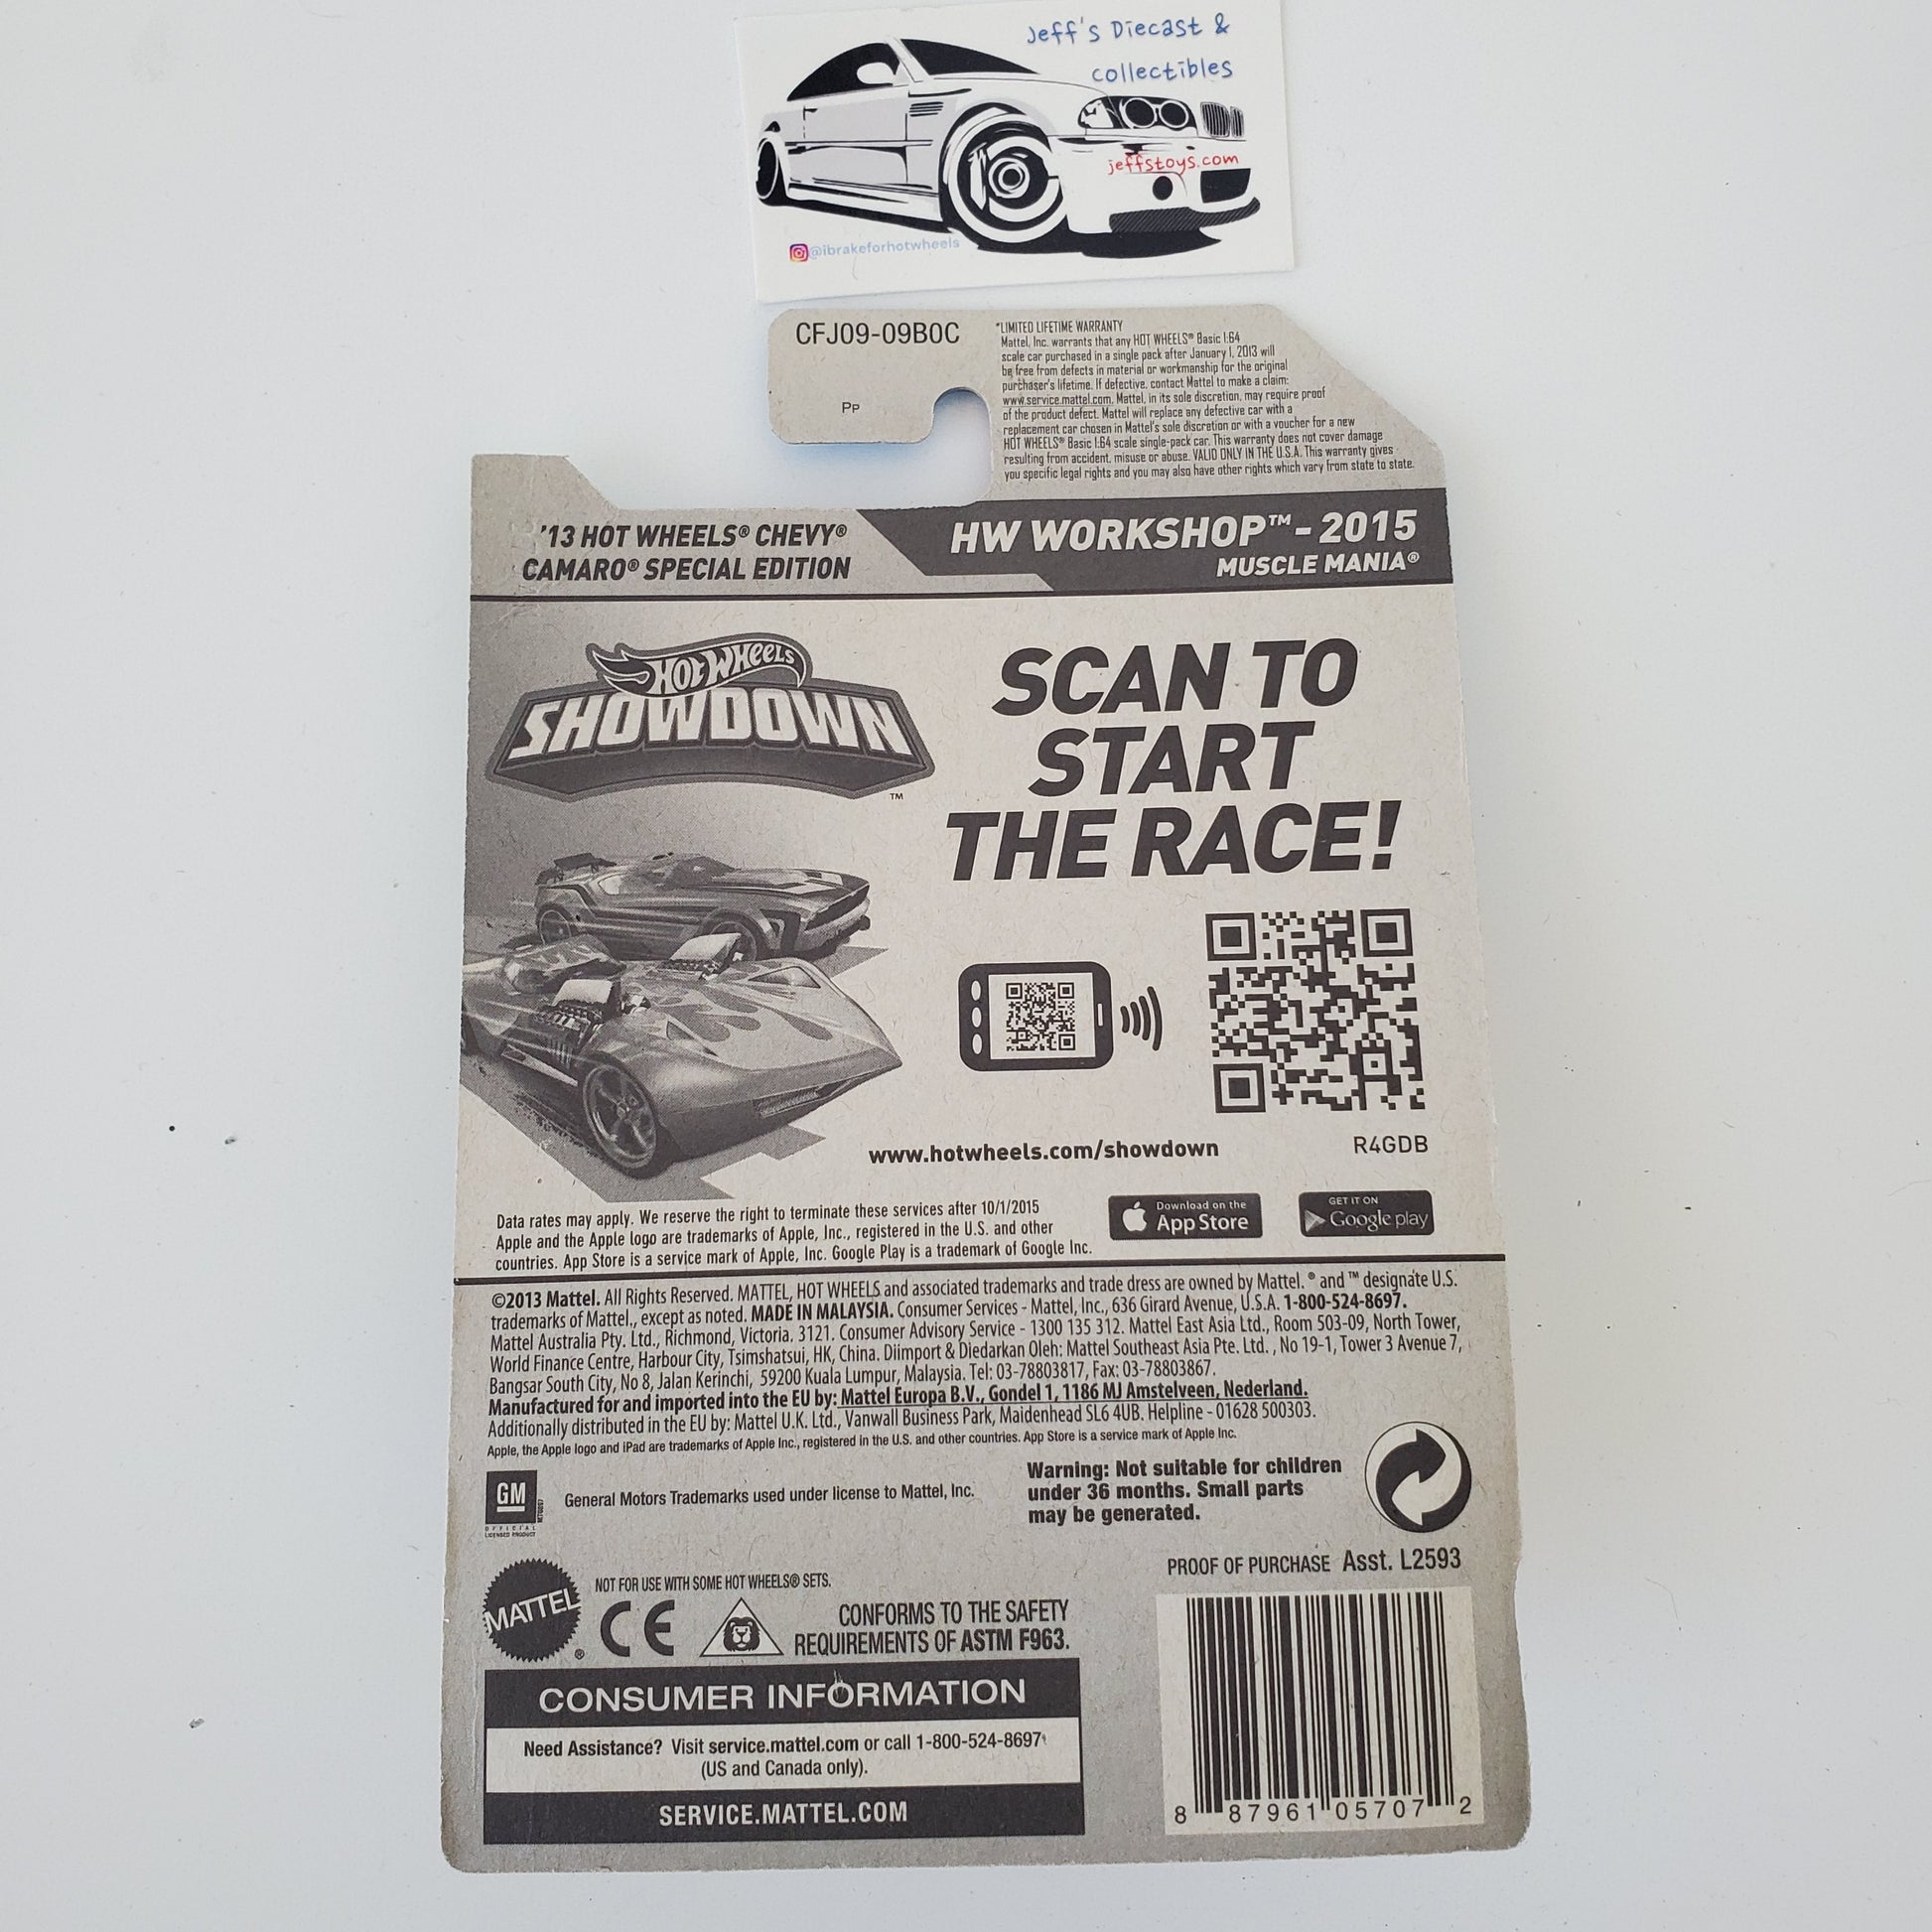 Jeff's Diecast &
collectibles
jeffstoys.com
@ibrakeforhotwheels
CFJ09-09B0C
Pp
*LIMITED LIFETIME WARRANTY
Mattel, Inc. warrants that any HOT WHEELS® Basic 1:64
scale car purchased in a single pack after January 1, 2013 will
be free from defects in material or workmanship for the original
purchaser's lifetime. If defective, contact Mattel to make a claim:
www.service.mattel.com. Mattel, in its sole discretion, may require proof
of the product defect. Mattel will replace any defective car with a
replacement car chosen in Mattel's sole discretion or with a voucher for a new
HOT WHEELS® Basic 1:64 scale single-pack car. This warranty does not cover damage
resulting from accident, misuse or abuse. VALID ONLY IN THE U.S.A. This warranty gives
you specific legal rights and you may also have other rights which vary from state to state.
'13 HOT WHEELS® CHEVY®
CAMARO® SPECIAL EDITION
HW WORKSHOP™ - 2015
MUSCLE MANIA®
HOT WHEELS
SHOWDOWN
™
SCAN TO
START
THE RACE!
www.hotwheels.com/showdown
R4GDB
Data rates may apply. We reserve the right to terminate these services after 10/1/2015
Apple and the Apple logo are trademarks of Apple, Inc., registered in the U.S. and other
countries. App Store is a service mark of Apple, Inc. Google Play is a trademark of Google Inc.
Download on the
App Store
GET IT ON
Google play
©2013 Mattel. All Rights Reserved. MATTEL, HOT WHEELS and associated trademarks and trade dress are owned by Mattel. ® and ™ designate U.S.
trademarks of Mattel., except as noted. MADE IN MALAYSIA. Consumer Services - Mattel, Inc., 636 Girard Avenue, U.S.A. 1-800-524-8697.
Mattel Australia Pty. Ltd., Richmond, Victoria. 3121. Consumer Advisory Service - 1300 135 312. Mattel East Asia Ltd., Room 503-09, North Tower,
World Finance Centre, Harbour City, Tsimshatsui, HK, China. Diimport & Diedarkan Oleh: Mattel Southeast Asia Pte. Ltd. , No 19-1, Tower 3 Avenue 7,
Bangsar South City, No 8, Jalan Kerinchi, 59200 Kuala Lumpur, Malaysia. Tel: 03-78803817, Fax: 03-78803867.
Manufactured for and imported into the EU by: Mattel Europa B.V., Gondel 1, 1186 MJ Amstelveen, Nederland.
Additionally distributed in the EU by: Mattel U.K. Ltd., Vanwall Business Park, Maidenhead SL6 4UB. Helpline - 01628 500303.
Apple, the Apple logo and iPad are trademarks of Apple Inc., registered in the U.S. and other countries. App Store is a service mark of Apple Inc.
GM
OFFICIAL
LICENSED PRODUCT
General Motors Trademarks used under license to Mattel, Inc.
Warning: Not suitable for children
under 36 months. Small parts
may be generated.
PROOF OF PURCHASE Asst. L2593
MATTEL
®
NOT FOR USE WITH SOME HOT WHEELS® SETS.
CE
CONFORMS TO THE SAFETY
REQUIREMENTS OF ASTM F963.
CONSUMER INFORMATION
Need Assistance? Visit service.mattel.com or call 1-800-524-8697
(US and Canada only).
SERVICE.MATTEL.COM
8 87961 05707 2